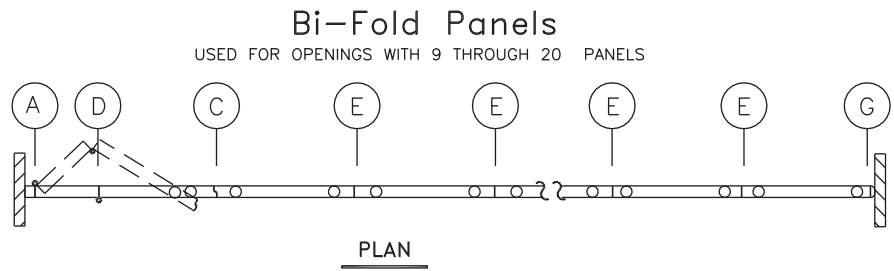 Bi-Fold Panels
USED FOR OPENINGS WITH 9 THROUGH 20 PANELS
A D C E E E E G
PLAN